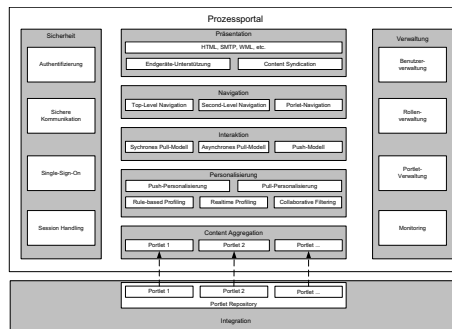 Prozessportal
Sicherheit
Authentifizierung
Sichere
Kommunikation
Single-Sign-On
Session Handling
Präsentation
HTML, SMTP, WML, etc.
Endgeräte-Unterstützung
Content Syndication
Navigation
Top-Level Navigation
Second-Level Navigation
Porlet-Navigation
Interaktion
Sychrones Pull-Modell
Asynchrones Pull-Modell
Push-Modell
Personalisierung
Push-Personalisierung
Pull-Personalisierung
Rule-based Profiling
Realtime Profiling
Collaborative Filtering
Content Aggregation
Portlet 1
Portlet 2
Portlet ...
Verwaltung
Benutzer-
verwaltung
Rollen-
verwaltung
Portlet-
Verwaltung
Monitoring
Portlet 1
Portlet 2
Portlet ...
Portlet Repository
Integration